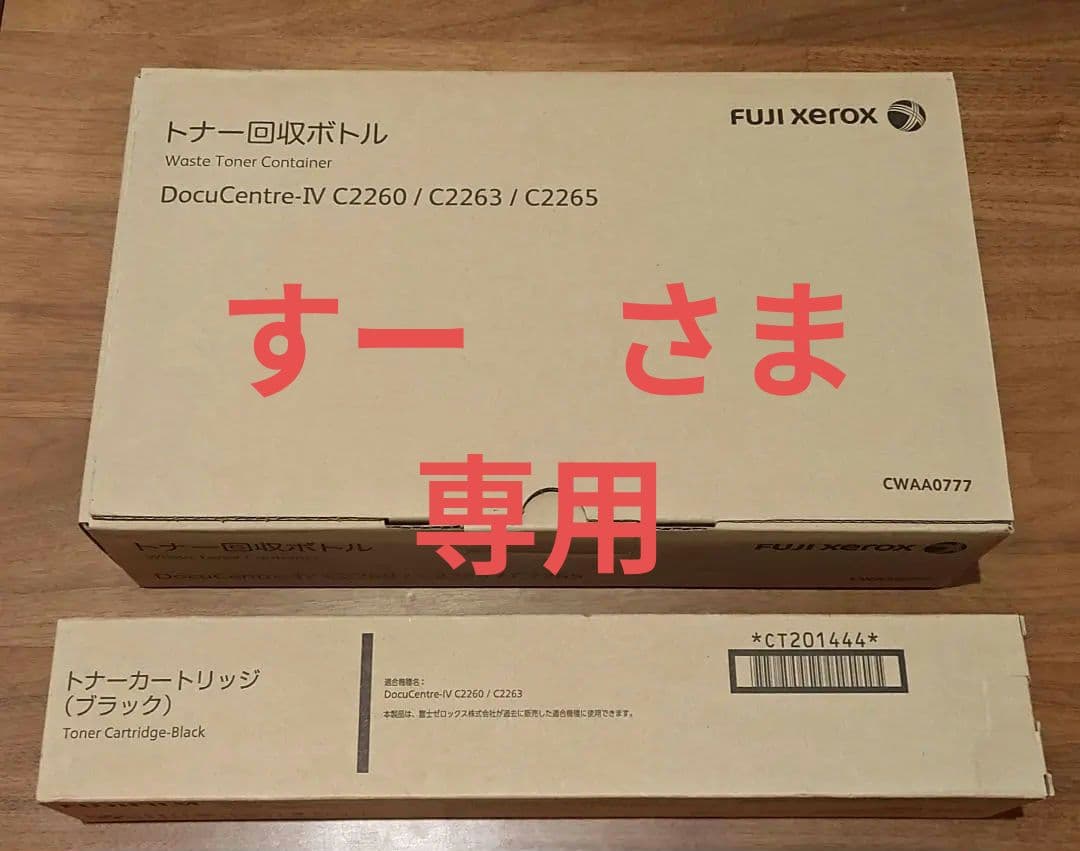 トナー回収ボトル
FUJI xerox
Waste Toner Container
DocuCentre-IV C2260 / C2263 / C2265
すー さま
専用
CWAA0777
トナー回収ボトル
FUJI xerox
*CT201444*
トナーカートリッジ
(ブラック)
Toner Cartridge-Black
適合機種名:
DocuCentre-IV C2260 / C2263
本製品は、富士ゼロックス株式会社が過去に販売した適合機種に使用できます。